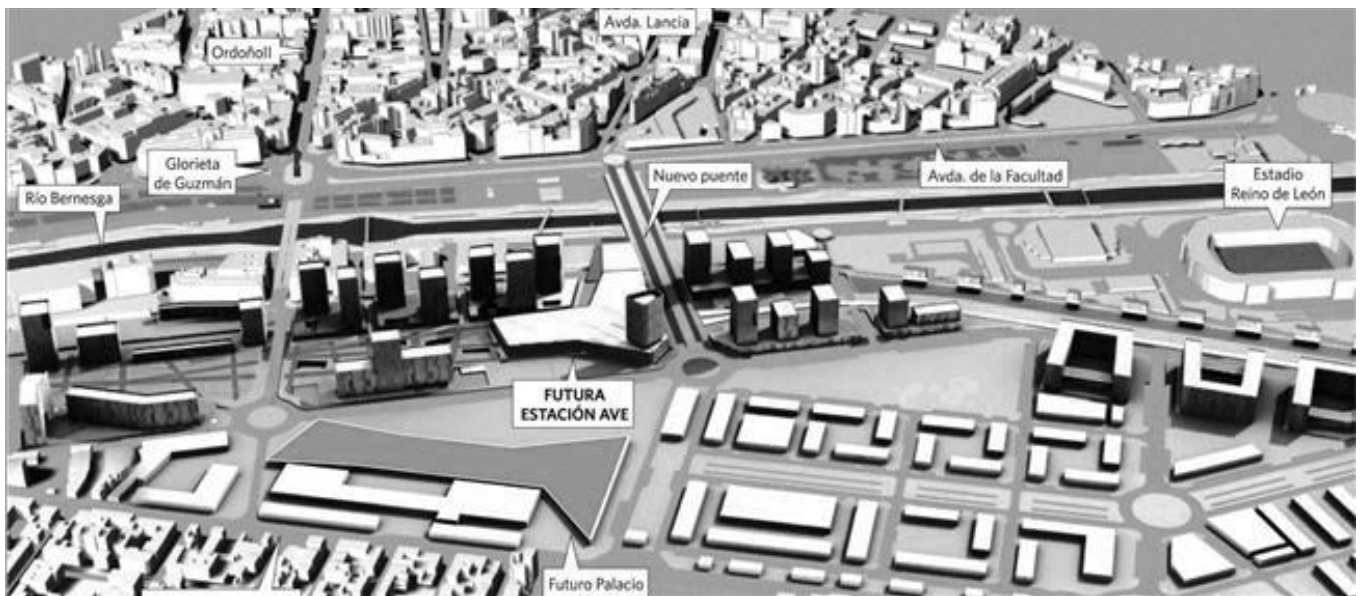 Avda. Lancia
OrdoñoII
Glorieta
de Guzmán
Nuevo puente
Avda. de la Facultad
Estadio
Reino de León
Río Bernesga
FUTURA
ESTACIÓN AVE
Futuro Palacio